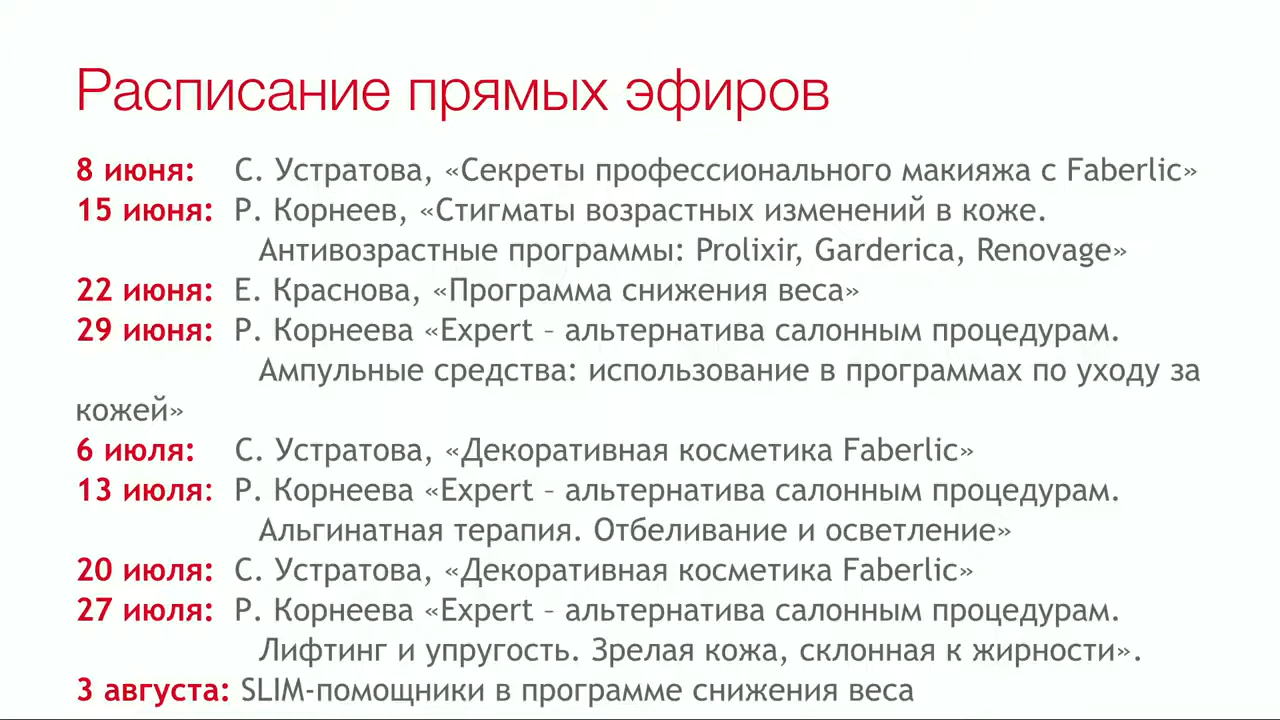 Расписание прямых эфиров
8 июня: С. Устратова, «Секреты профессионального макияжа с Faberlic»
15 июня: Р. Корнеев, «Стигматы возрастных изменений в коже.
Антивозрастные программы: Prolixir, Garderica, Renovage»
22 июня: Е. Краснова, «Программа снижения веса»
29 июня: Р. Корнеева «Expert – альтернатива салонным процедурам.
Ампульные средства: использование в программах по уходу за
кожей»
6 июля: С. Устратова, «Декоративная косметика Faberlic»
13 июля: Р. Корнеева «Expert – альтернатива салонным процедурам.
Альгинатная терапия. Отбеливание и осветление»
20 июля: С. Устратова, «Декоративная косметика Faberlic»
27 июля: Р. Корнеева «Expert – альтернатива салонным процедурам.
Лифтинг и упругость. Зрелая кожа, склонная к жирности».
3 августа: SLIM-помощники в программе снижения веса